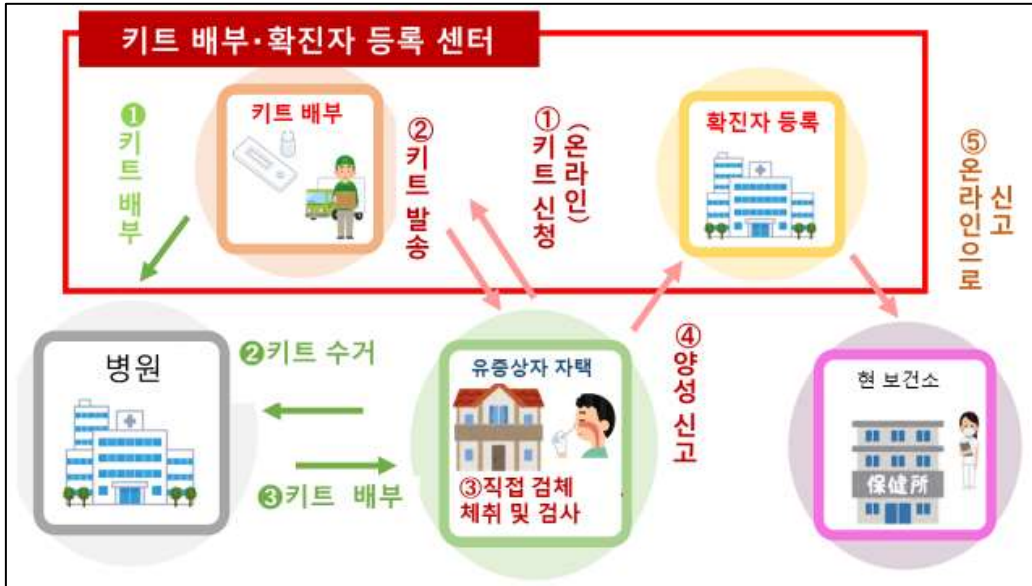 키트 배부·확진자 등록 센터
❶키트 배부
키트 배부
②키트 발송
①키트 신청
(온라인)
확진자 등록
⑤온라인으로
신고
병원
❷키트 수거
❸키트 배부
유증상자 자택
③직접 검체
체취 및 검사
④양성 신고
현 보건소
保健所